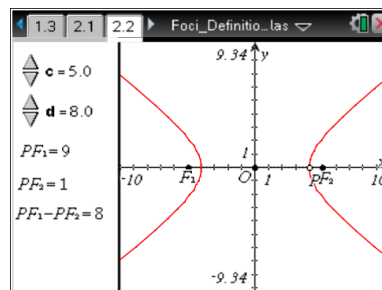 1.3 2.1 2.2 Foci_Definitio...las
c =5.0
d =8.0
PF₁=9
PF₂=1
PF₁−PF₂=8
9.34 y
1
-10 F₁ O 1 PF₂ 10
-9.34